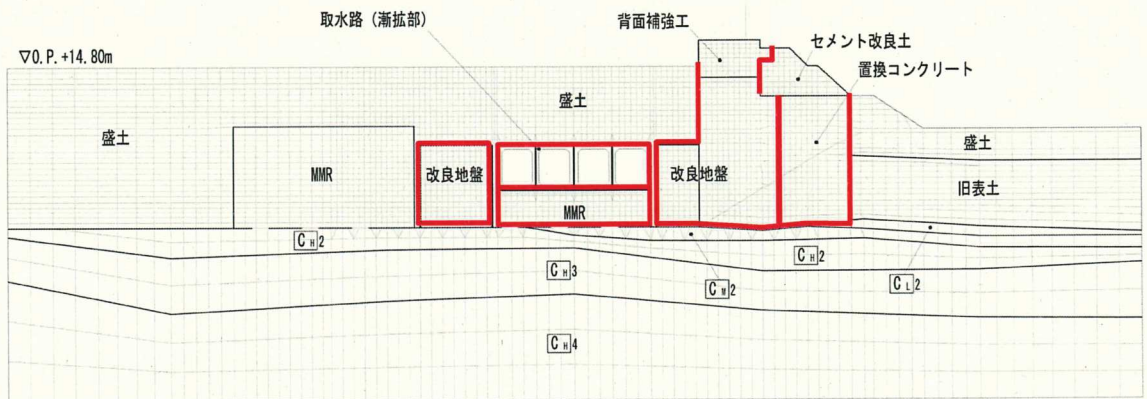 取水路（漸拡部）
背面補強工
セメント改良土
置換コンクリート
▽O.P.+14.80m
盛土
盛土
盛土
MMR
改良地盤
改良地盤
MMR
旧表土
CH2
CH2
CL2
CH3
CM2
CH4